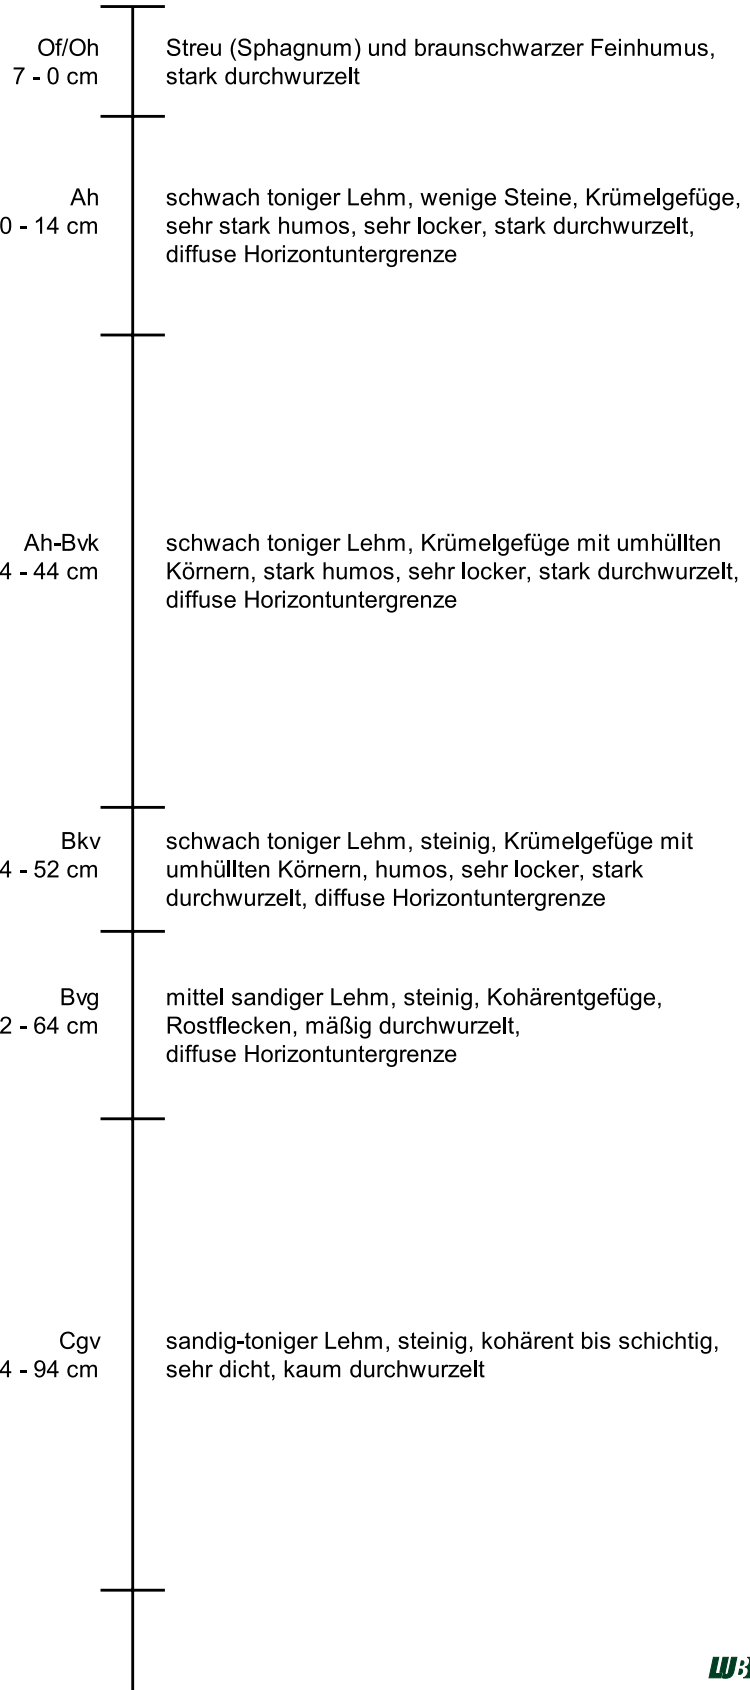 Of/Oh
7 - 0 cm
Streu (Sphagnum) und braunschwarzer Feinhumus,
stark durchwurzelt
Ah
0 - 14 cm
schwach toniger Lehm, wenige Steine, Krümelgefüge,
sehr stark humos, sehr locker, stark durchwurzelt,
diffuse Horizontuntergrenze
Ah-Bvk
4 - 44 cm
schwach toniger Lehm, Krümelgefüge mit umhüllten
Körnern, stark humos, sehr locker, stark durchwurzelt,
diffuse Horizontuntergrenze
Bkv
4 - 52 cm
schwach toniger Lehm, steinig, Krümelgefüge mit
umhüllten Körnern, humos, sehr locker, stark
durchwurzelt, diffuse Horizontuntergrenze
Bvg
2 - 64 cm
mittel sandiger Lehm, steinig, Kohärentgefüge,
Rostflecken, mäßig durchwurzelt,
diffuse Horizontuntergrenze
Cgv
4 - 94 cm
sandig-toniger Lehm, steinig, kohärent bis schichtig,
sehr dicht, kaum durchwurzelt